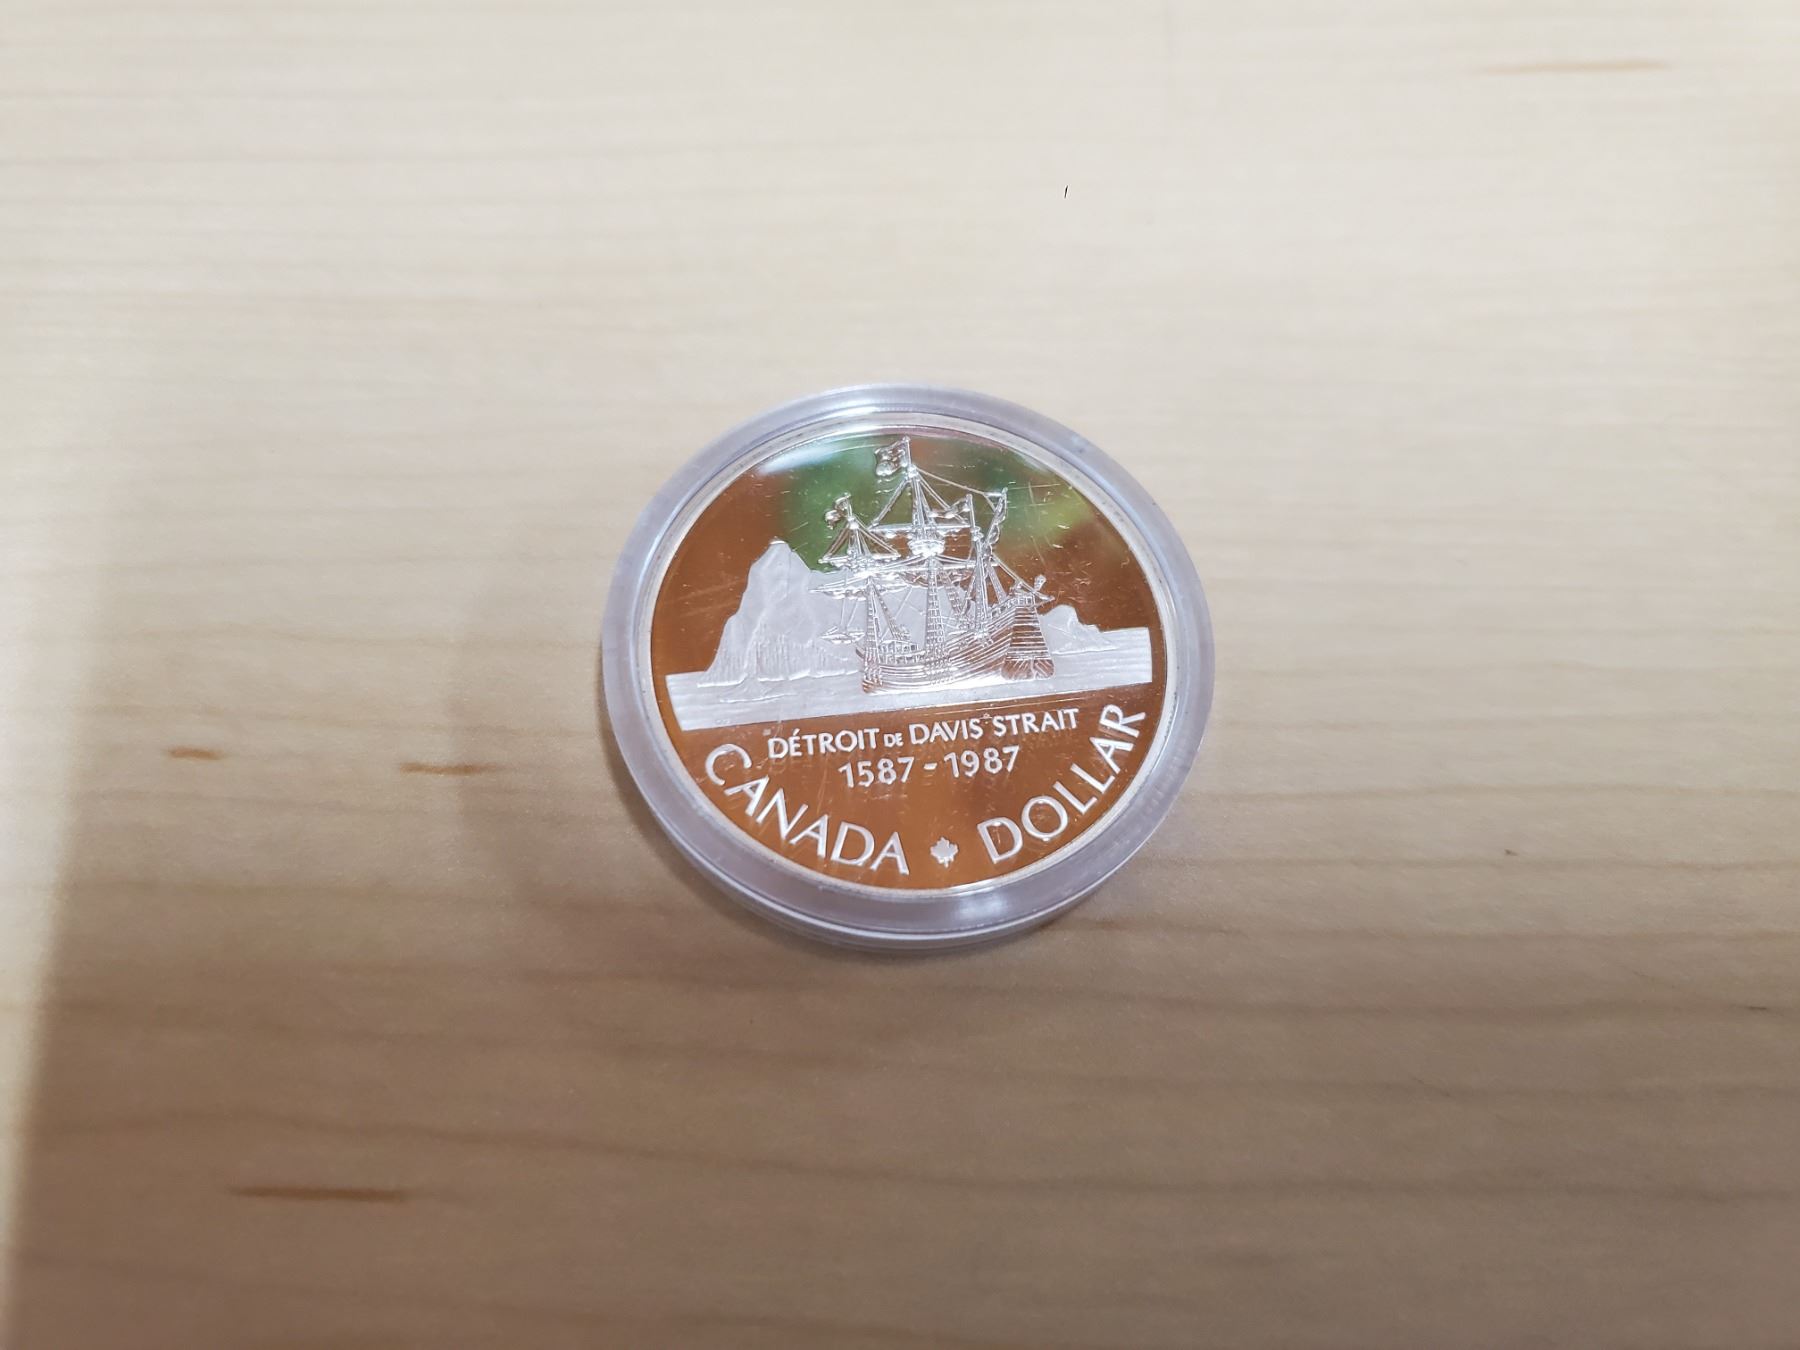 DÉTROIT DE DAVIS STRAIT
1587-1987
CANADA DOLLAR